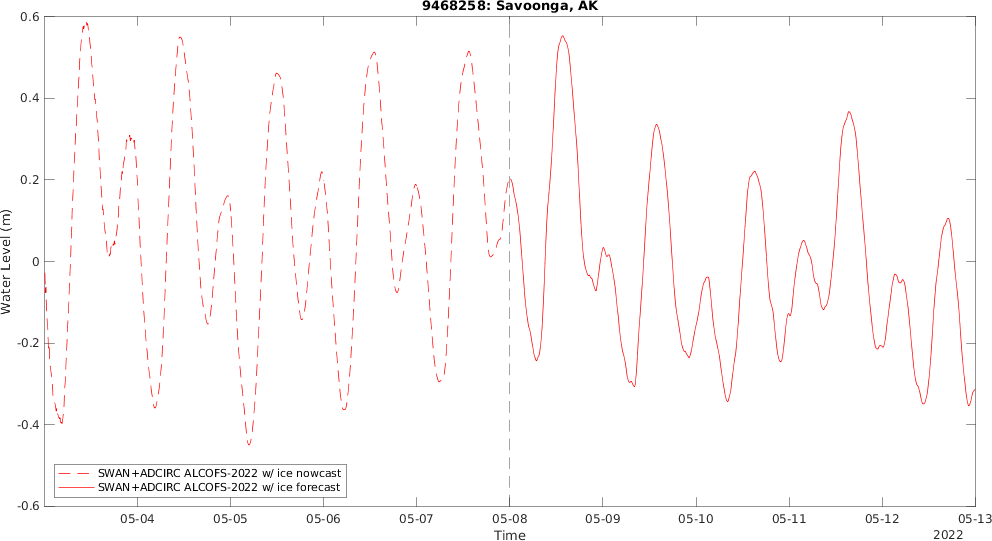 9468258: Savoonga, AK
Water Level (m)
0.6
0.4
0.2
0
-0.2
-0.4
-0.6
SWAN+ADCIRC ALCOFS-2022 w/ ice nowcast
SWAN+ADCIRC ALCOFS-2022 w/ ice forecast
05-04 05-05 05-06 05-07 05-08 05-09 05-10 05-11 05-12 05-13
Time
2022